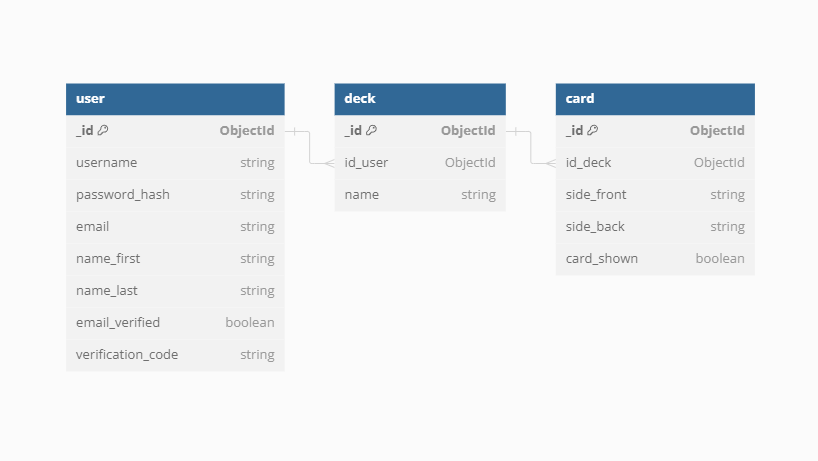 user
_id ObjectId
username string
password_hash string
email string
name_first string
name_last string
email_verified boolean
verification_code string
deck
_id ObjectId
id_user ObjectId
name string
card
_id ObjectId
id_deck ObjectId
side_front string
side_back string
card_shown boolean